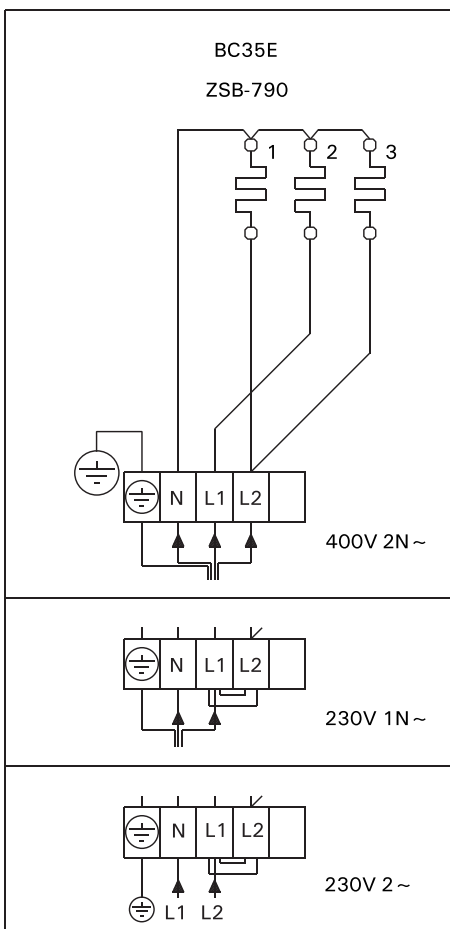 BC35E
ZSB-790
1 2 3
N L1 L2
400V 2N~
N L1 L2
230V 1N~
N L1 L2
230V 2~
L1 L2